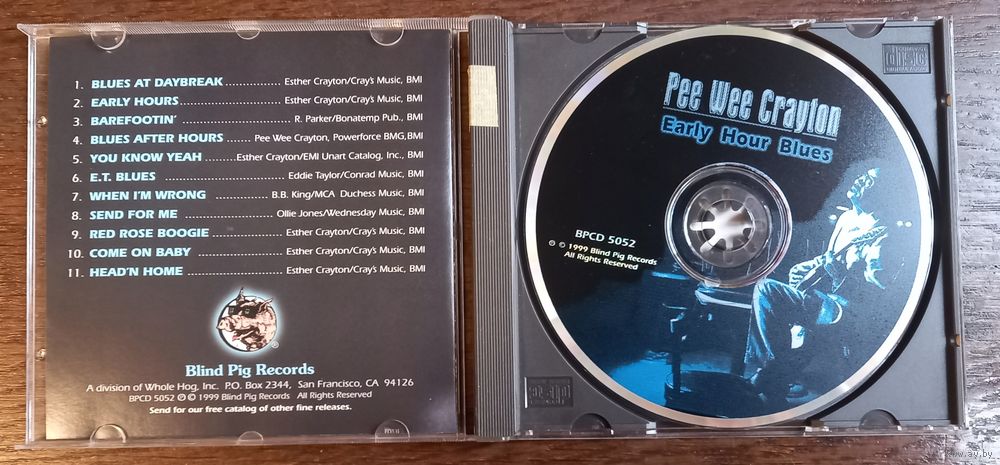 1. BLUES AT DAYBREAK .............. Esther Crayton/Cray's Music, BMI
2. EARLY HOURS.......................... Esther Crayton/Cray's Music, BMI
3. BAREFOOTIN' ............................ R. Parker/Bonatemp Pub., BMI
4. BLUES AFTER HOURS ....... Pee Wee Crayton, Powerforce BMG,BMI
5. YOU KNOW YEAH .........Esther Crayton/EMI Unart Catalog, Inc., BMI
6. E.T. BLUES ................................ Eddie Taylor/Conrad Music, BMI
7. WHEN I'M WRONG .................... B.B. King/MCA Duchess Music, BMI
8. SEND FOR ME ....................... Ollie Jones/Wednesday Music, BMI
9. RED ROSE BOOGIE ................... Esther Crayton/Cray's Music, BMI
10. COME ON BABY ..................... Esther Crayton/Cray's Music, BMI
11. HEAD'N HOME ........................ Esther Crayton/Cray's Music, BMI
®
Blind Pig Records
A division of Whole Hog, Inc. P.O. Box 2344, San Francisco, CA 94126
BPCD 5052 ℗ © 1999 Blind Pig Records All Rights Reserved
Send for our free catalog of other fine releases.
Pee Wee Crayton
Early Hour Blues
BPCD 5052
℗ © 1999 Blind Pig Records
All Rights Reserved
COMPACT
disc
DIGITAL AUDIO
www.ay.by